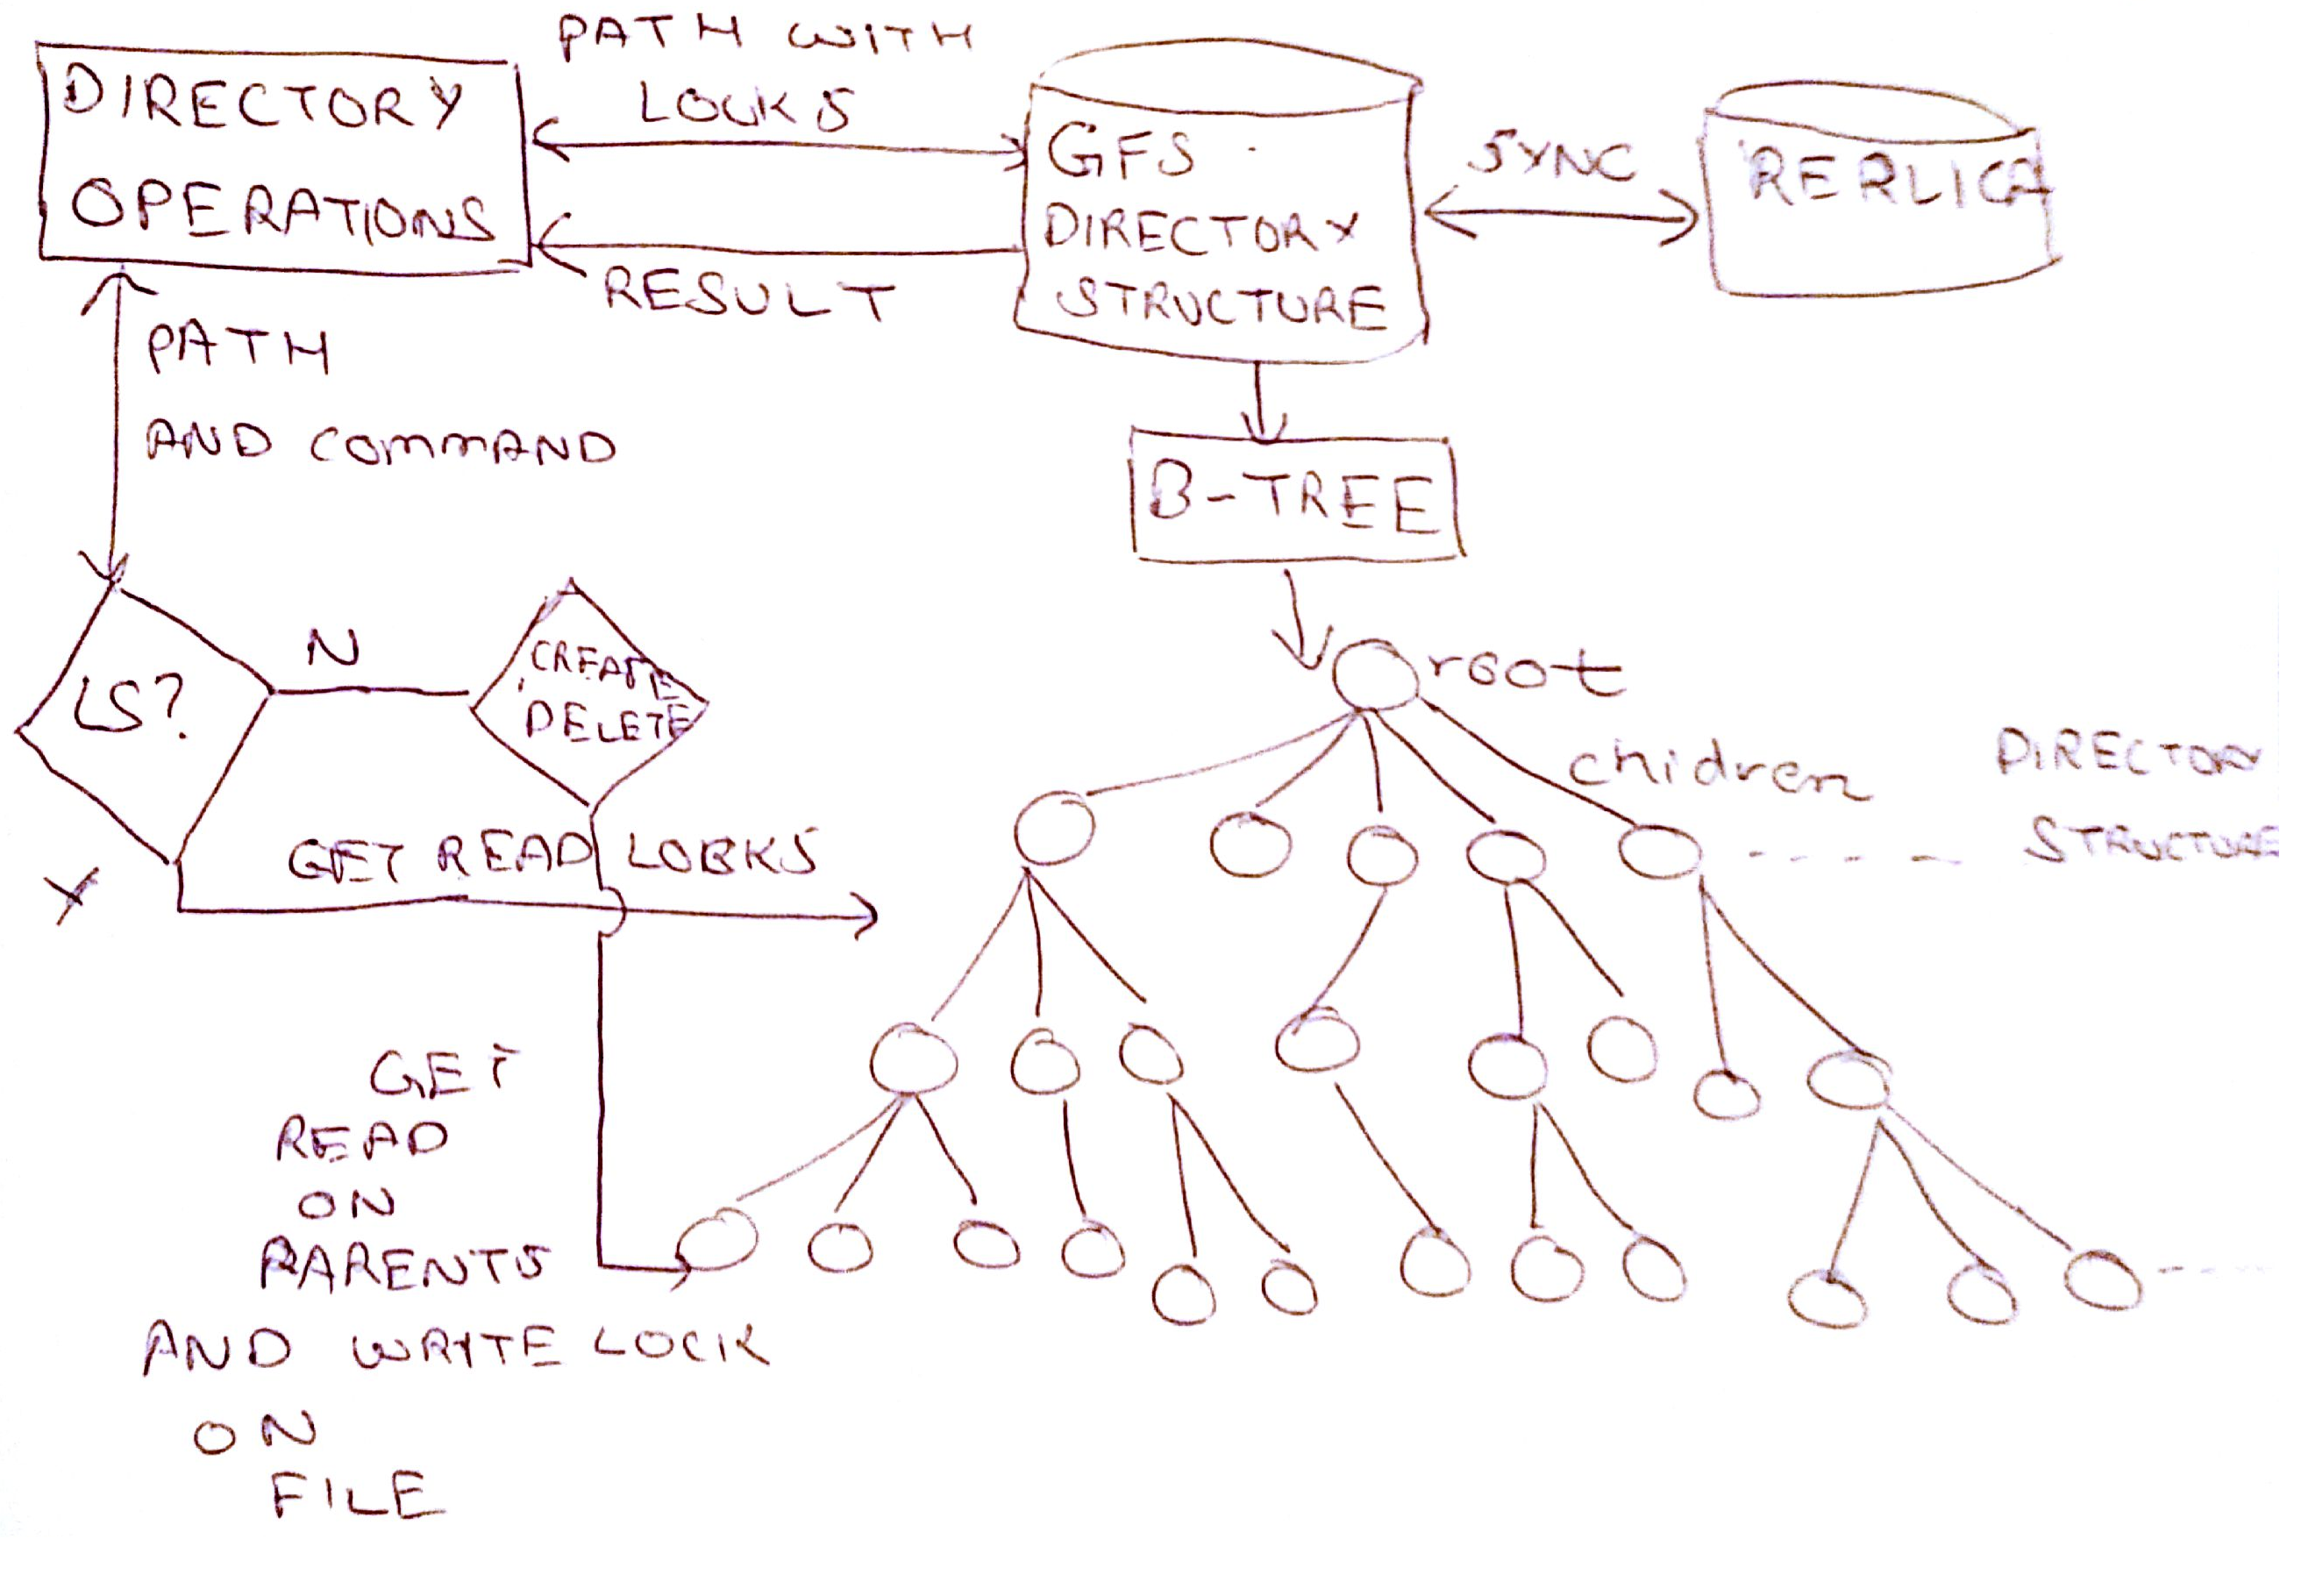 PATH WITH
LOCKS
DIRECTORY
OPERATIONS
RESULT
GFS
DIRECTORY
STRUCTURE
SYNC
RERLICA
PATH
AND COMMAND
B-TREE
LS?
N
CREATE
DELETE
root
chidren
DIRECTORY
STRUCTURE
Y
GET READ LOCKS
GET
READ
ON
PARENTS
AND WRITE LOCK
ON
FILE